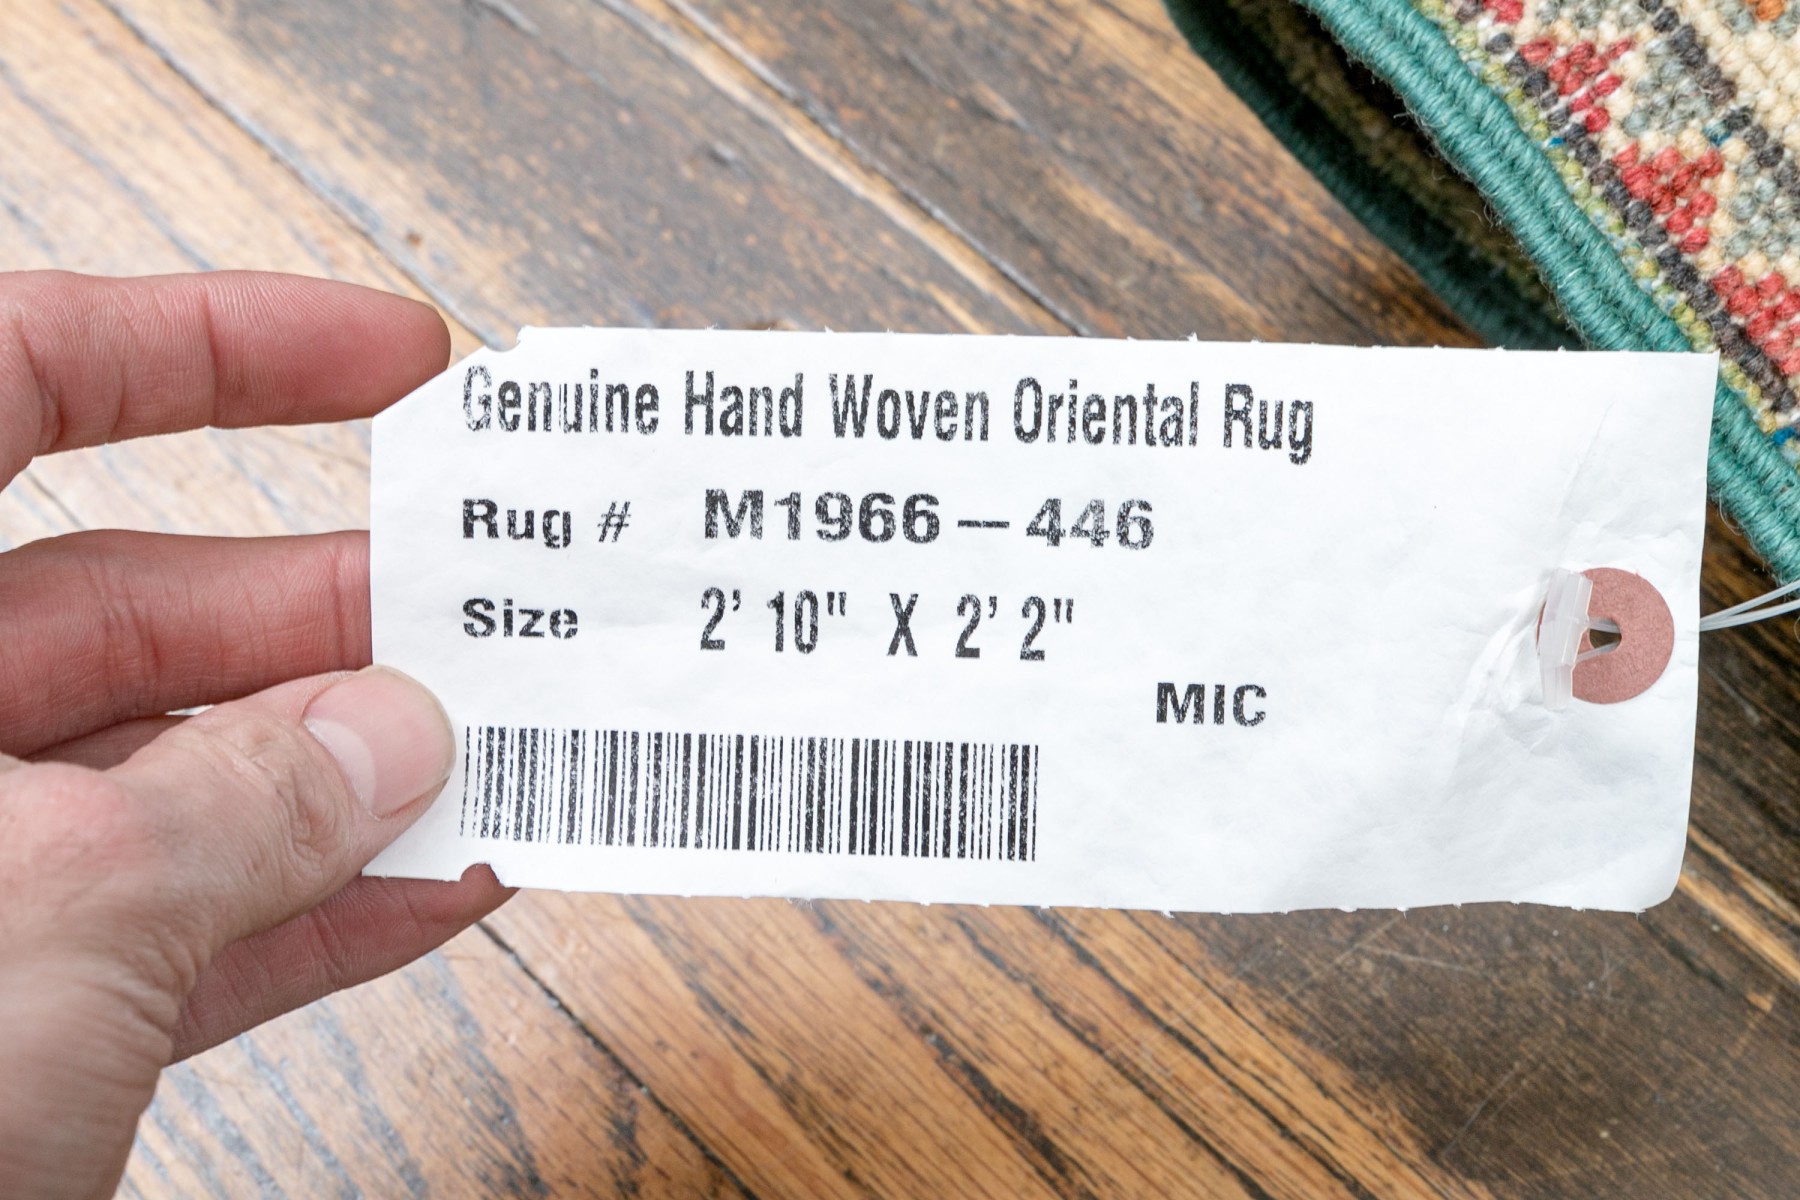 Genuine Hand Woven Oriental Rug
Rug # M1966-446
Size 2' 10" X 2' 2"
MIC